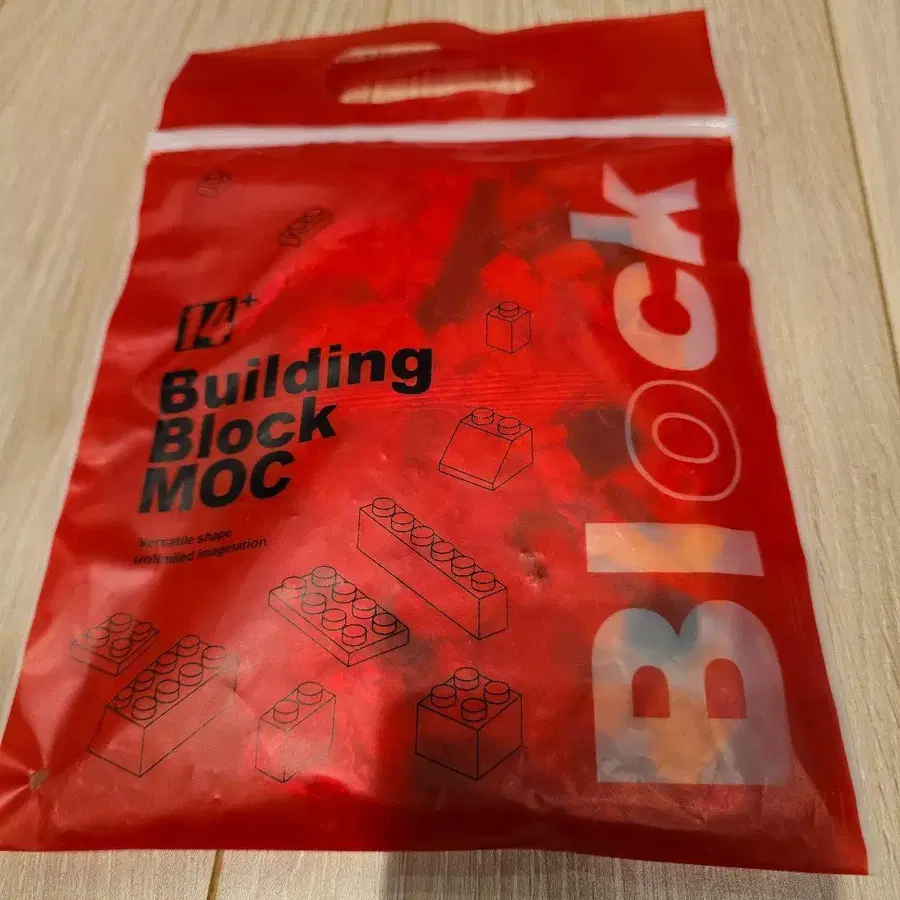 14+
Building
Block
MOC
Versatile shape
unlimited imagination
Block